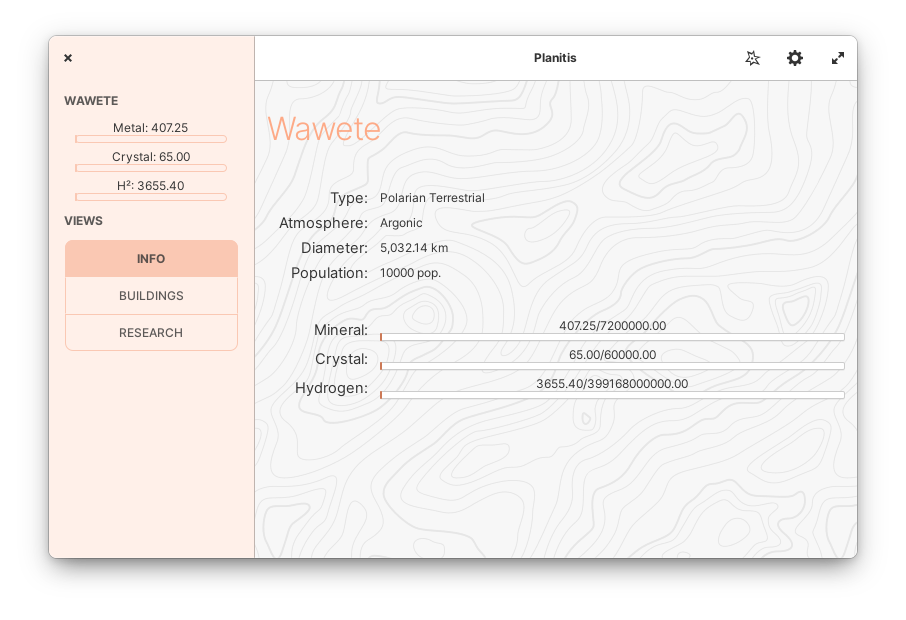 Planitis
WAWETE
Metal: 407.25
Crystal: 65.00
H²: 3655.40
VIEWS
INFO
BUILDINGS
RESEARCH
Wawete
Type: Polarian Terrestrial
Atmosphere: Argonic
Diameter: 5,032.14 km
Population: 10000 pop.
Mineral: 407.25/7200000.00
Crystal: 65.00/60000.00
Hydrogen: 3655.40/399168000000.00